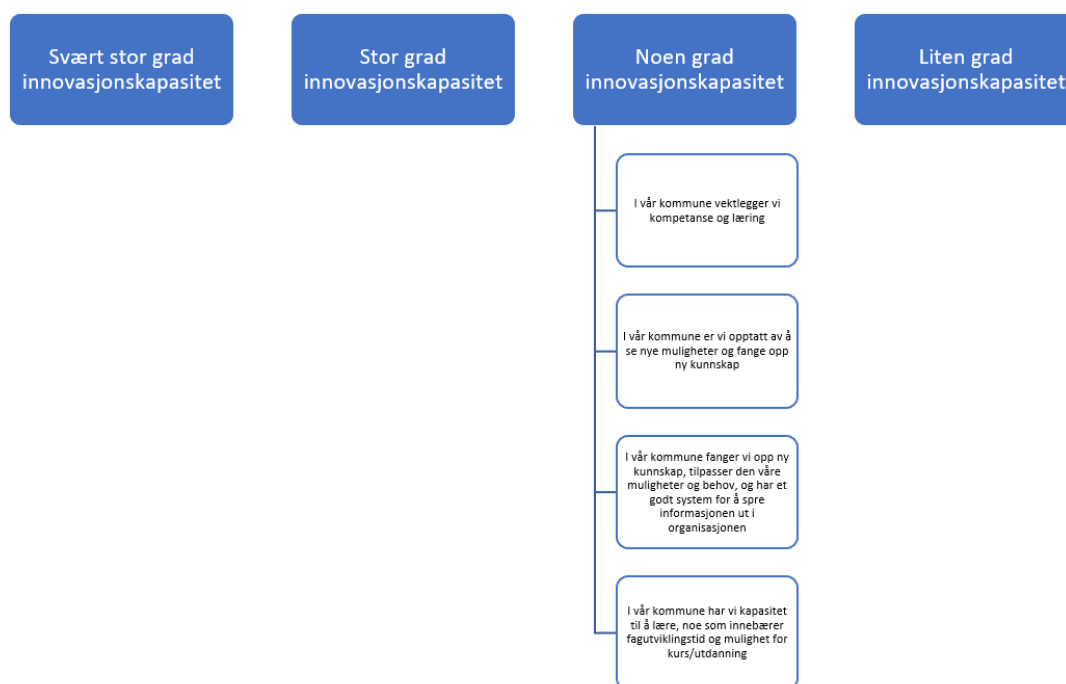 Svært stor grad
innovasjonskapasitet
Stor grad
innovasjonskapasitet
Noen grad
innovasjonskapasitet
Liten grad
innovasjonskapasitet
I vår kommune vektlegger vi
kompetanse og læring
I vår kommune er vi opptatt av å
se nye muligheter og fange opp
ny kunnskap
I vår kommune fanger vi opp ny
kunnskap, tilpasser den våre
muligheter og behov, og har et
godt system for å spre
informasjonen ut i
organisasjonen
I vår kommune har vi kapasitet
til å lære, noe som innebærer
fagutviklingstid og mulighet for
kurs/utdanning